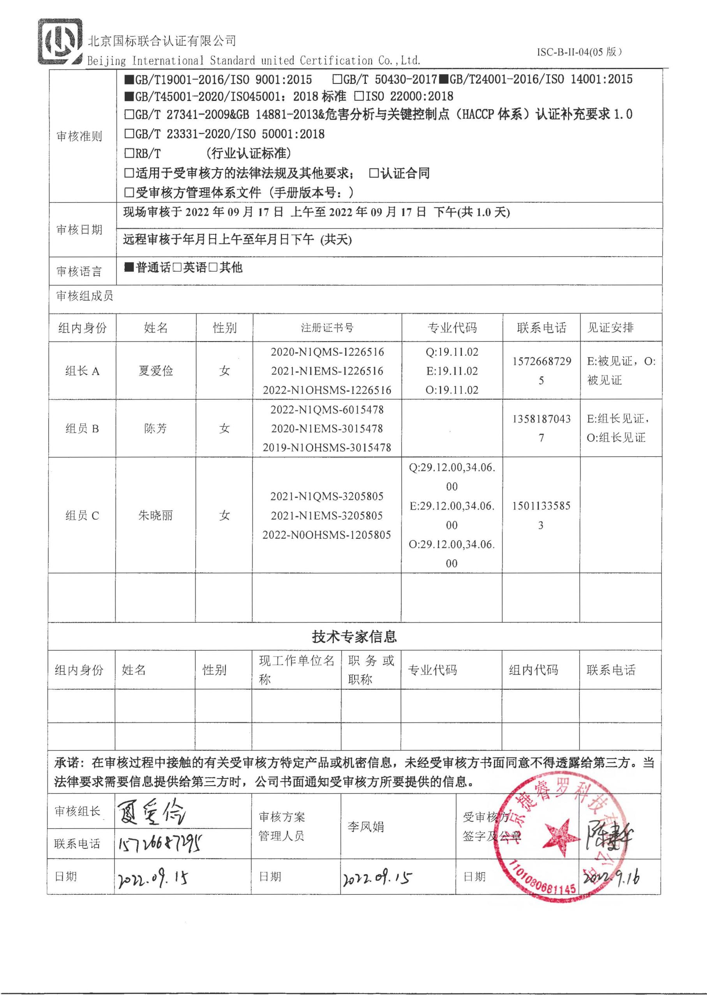 北京国标联合认证有限公司
ISC-B-II-04(05 版)
Beijing International Standard united Certification Co.,Ltd.
审核准则
■GB/T19001-2016/ISO 9001:2015 □GB/T 50430-2017■GB/T24001-2016/ISO 14001:2015
■GB/T45001-2020/ISO45001：2018 标准 □ISO 22000:2018
□GB/T 27341-2009&GB 14881-2013&危害分析与关键控制点（HACCP 体系）认证补充要求 1.0
□GB/T 23331-2020/ISO 50001:2018
□RB/T （行业认证标准）
□适用于受审核方的法律法规及其他要求； □认证合同
□受审核方管理体系文件（手册版本号：）
审核日期
现场审核于 2022 年 09 月 17 日 上午至 2022 年 09 月 17 日 下午(共 1.0 天)
远程审核于年月日上午至年月日下午 (共天)
审核语言
■普通话□英语□其他
审核组成员
组内身份 姓名 性别 注册证书号 专业代码 联系电话 见证安排
组长 A 夏爱俭 女
2020-N1QMS-1226516
2021-N1EMS-1226516
2022-N1OHSMS-1226516
Q:19.11.02
E:19.11.02
O:19.11.02
1572668729
5
E:被见证，O:
被见证
组员 B 陈芳 女
2022-N1QMS-6015478
2020-N1EMS-3015478
2019-N1OHSMS-3015478
1358187043
7
E:组长见证，
O:组长见证
组员 C 朱晓丽 女
2021-N1QMS-3205805
2021-N1EMS-3205805
2022-N0OHSMS-1205805
Q:29.12.00,34.06.
00
E:29.12.00,34.06.
00
O:29.12.00,34.06.
00
1501133585
3
技术专家信息
组内身份 姓名 性别
现工作单位名
称
职 务 或
职称
专业代码 组内代码 联系电话
承诺：在审核过程中接触的有关受审核方特定产品或机密信息，未经受审核方书面同意不得透露给第三方。当
法律要求需要信息提供给第三方时，公司书面通知受审核方所要提供的信息。
审核组长 夏爱俭
联系电话 15726687295
审核方案
管理人员
李凤娟
受审核方
签字及公章
北京捷睿罗科技有限公司
1101080681145
日期 2022.09.15
日期 2022.09.15
日期 2022.9.16